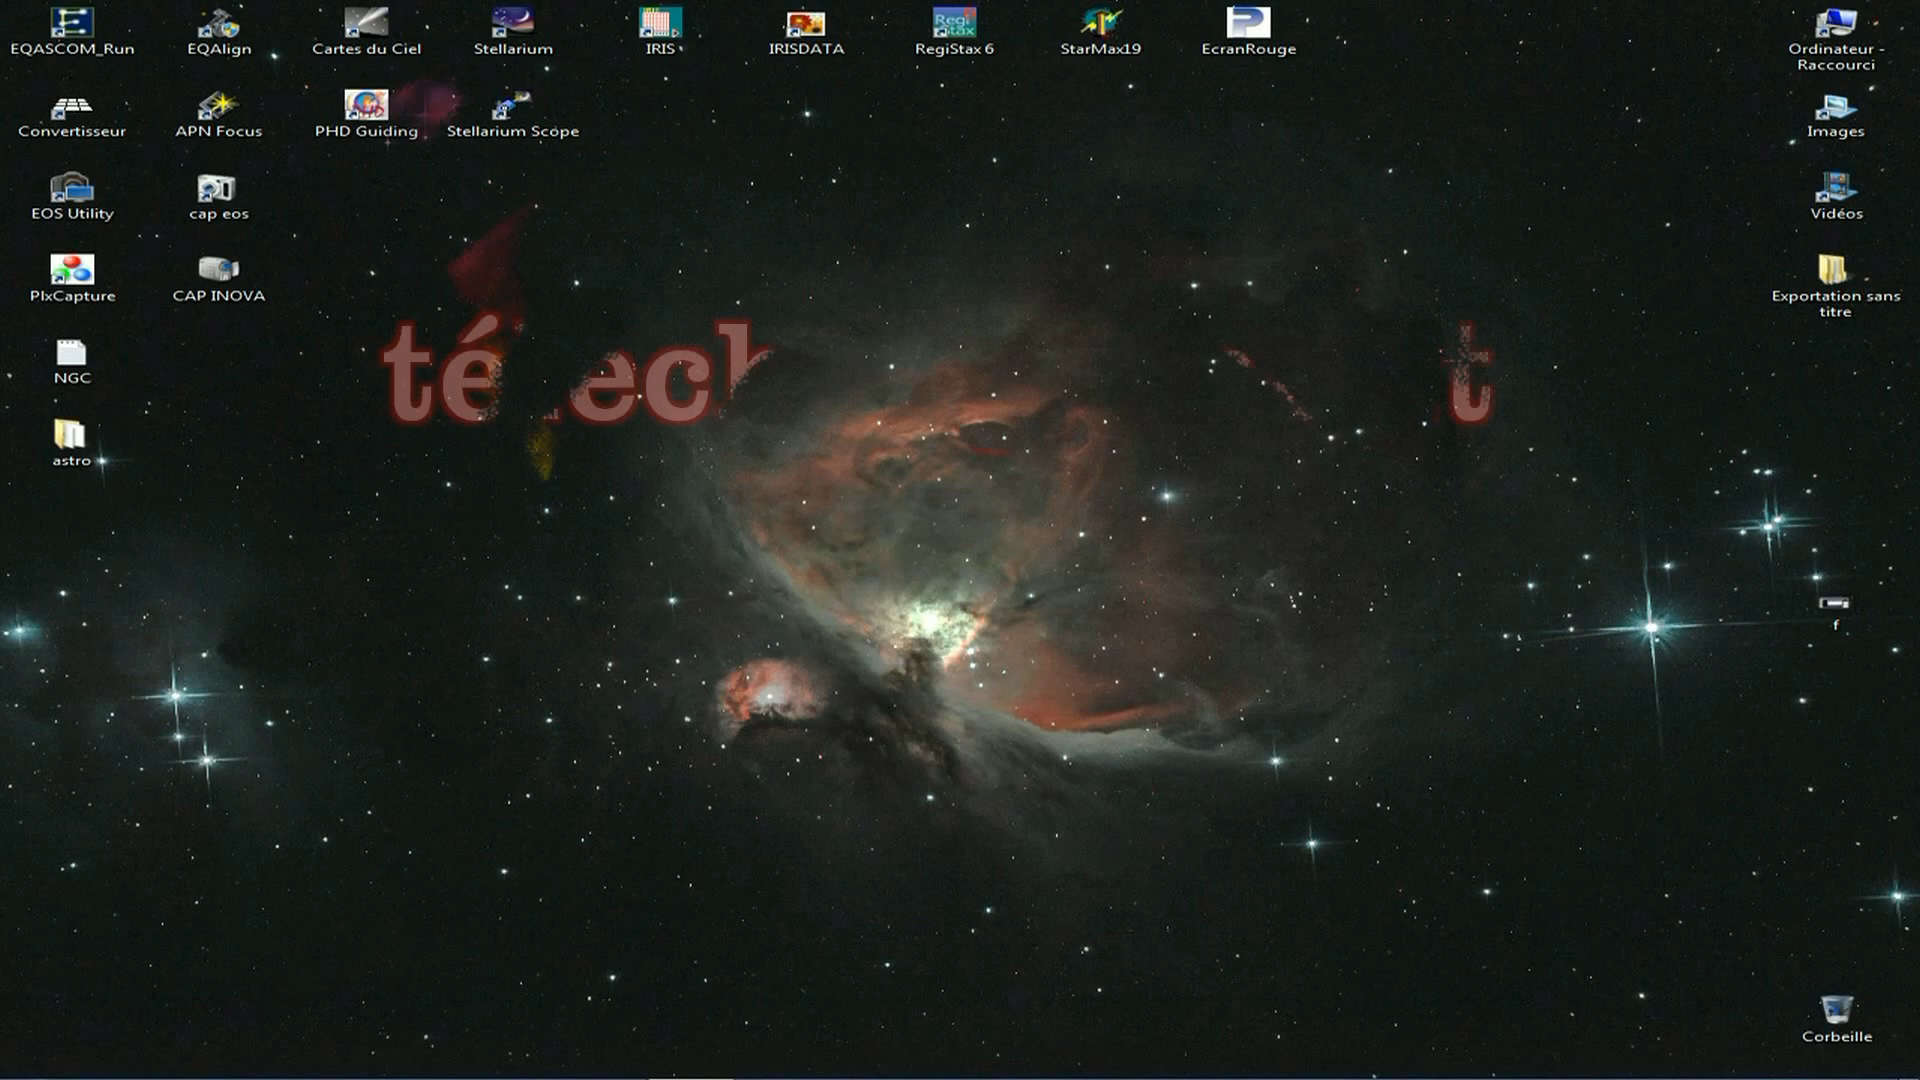 EQASCOM_Run
EQAlign
Cartes du Ciel
Stellarium
IRIS
IRISDATA
RegiStax 6
StarMax19
EcranRouge
Ordinateur -
Raccourci
Convertisseur
APN Focus
PHD Guiding
Stellarium Scope
Images
EOS Utility
cap eos
Vidéos
PlxCapture
CAP INOVA
Exportation sans
titre
NGC
astro
f
Corbeille